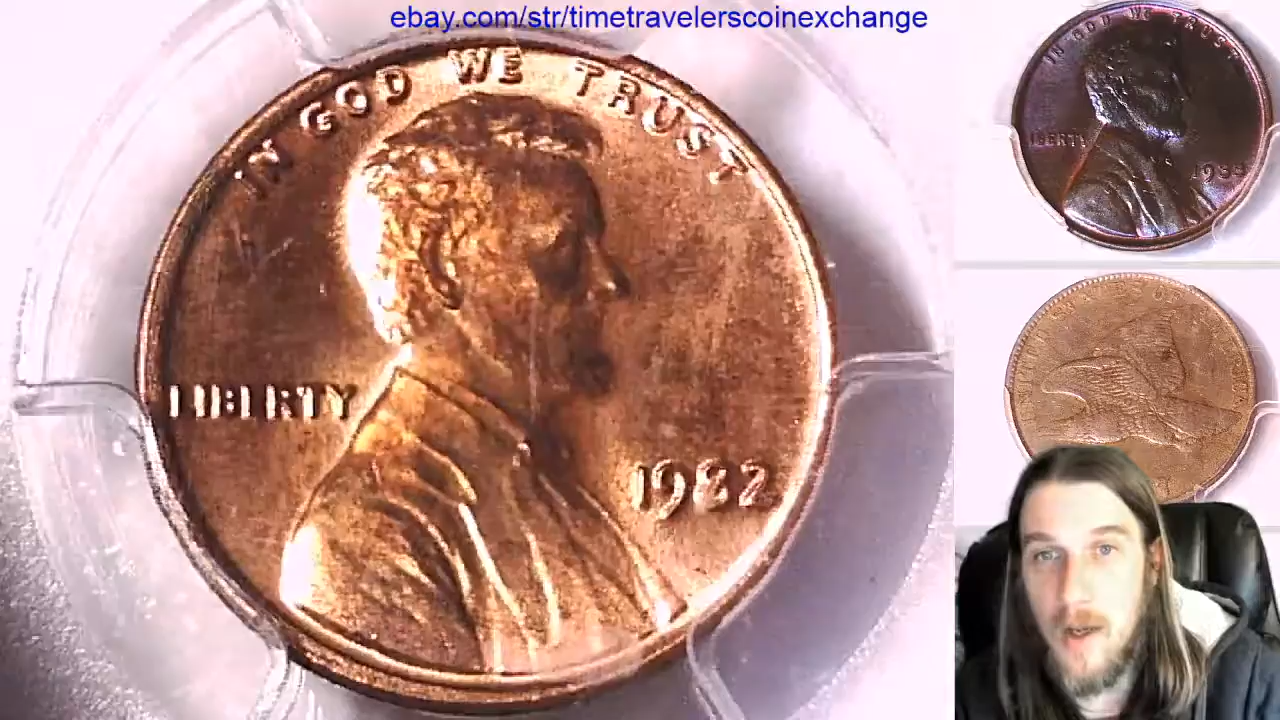 ebay.com/str/timetravelerscoinexchange
IN GOD WE TRUST
LIBERTY
1982
IN GOD WE TRUST
LIBERTY